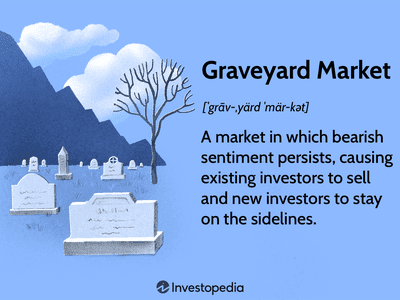 Graveyard Market
['grāv-,yärd 'mär-kət]
A market in which bearish
sentiment persists, causing
existing investors to sell
and new investors to stay
on the sidelines.
Investopedia